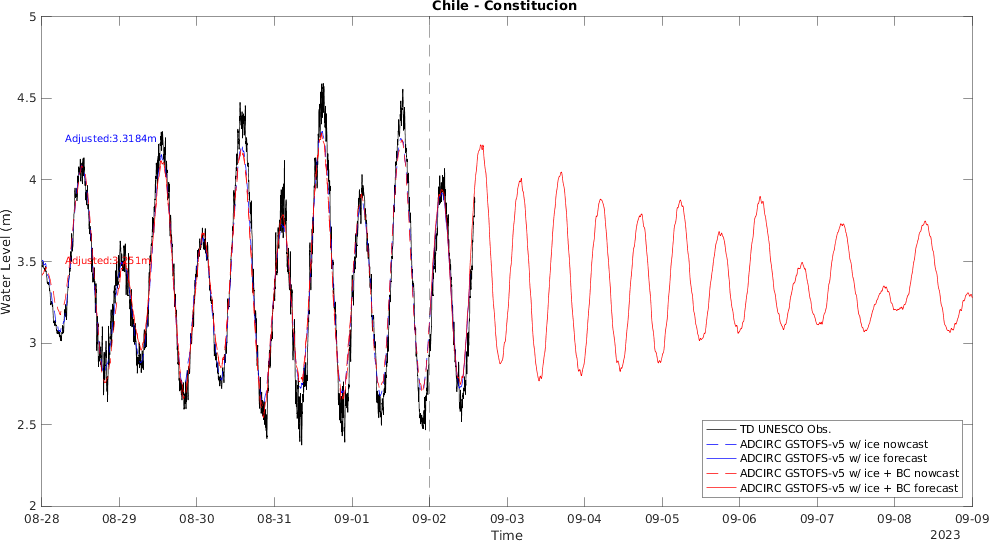 Chile - Constitucion
Water Level (m)
5
4.5
4
3.5
3
2.5
2
Adjusted:3.3184m
08-28
08-29
08-30
08-31
09-01
09-02
09-03
09-04
09-05
09-06
09-07
09-08
09-09
Time
2023
TD UNESCO Obs.
ADCIRC GSTOFS-v5 w/ ice nowcast
ADCIRC GSTOFS-v5 w/ ice forecast
ADCIRC GSTOFS-v5 w/ ice + BC nowcast
ADCIRC GSTOFS-v5 w/ ice + BC forecast